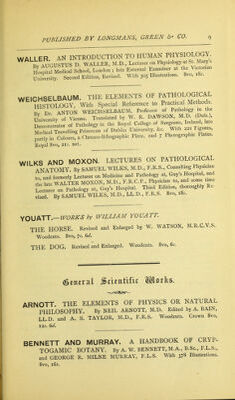 PUBLISHED BY LONGMANS, GREEN & CO. 9
WALLER. AN INTRODUCTION TO HUMAN PHYSIOLOGY.
By AUGUSTUS D. WALLER, M.D., Lectures on Physiology at St. Mary's
Hospital Medical School, London; late External Examiner at the Victorian
University. Second Edition, Revised. With 305 Illustrations. 8vo, 18s.
WEICHSELBAUM. THE ELEMENTS OF PATHOLOGICAL
HISTOLOGY, With Special Reference to Practical Methods.
By Dr. ANTON WEICHSELBAUM, Professor of Pathology in the
University of Vienna. Translated by W. R. DAWSON, M.D. (Dub.),
Demonstrator of Pathology in the Royal College of Surgeons, Ireland, late
Medical Travelling Prizeman of Dublin University, &c. With 221 Figures,
partly in Colours, a Chromo-lithographic Plate, and 7 Photographic Plates.
Royal 8vo, 21s. net.
WILKS AND MOXON. LECTURES ON PATHOLOGICAL
ANATOMY. By SAMUEL WILKS, M.D., F.R.S., Consulting Physician
to, and formerly Lecturer on Medicine and Pathology at, Guy's Hospital, and
the late WALTER MOXON, M.D., F.R.C.P., Physician to, and some time
Lecturer on Pathology at, Guy's Hospital. Third Edition, thoroughly Re-
vised. By SAMUEL WILKS, M.D., LL.D., F.R.S. 8vo, 18s.
YOUATT.—WORKS by WILLIAM YOUATT.
THE HORSE. Revised and Enlarged by W. WATSON, M.R.C.V.S.
Woodcuts. 8vo, 7s. 6d.
THE DOG. Revised and Enlarged. Woodcuts. 8vo, 6s.
General Scientific Works.
ARNOTT. THE ELEMENTS OF PHYSICS OR NATURAL
PHILOSOPHY. By NEIL ARNOTT, M.D. Edited by A. BAIN,
LL.D. and A. S. TAYLOR, M.D., F.R.S. Woodcuts. Crown 8vo,
12s. 6d.
BENNETT AND MURRAY. A HANDBOOK OF CRYP-
TOGAMIC BOTANY. By A. W. BENNETT, M.A., B.Sc., F.L.S.,
and GEORGE R. MILNE MURRAY, F.L.S. With 378 Illustrations.
8vo, 16s.